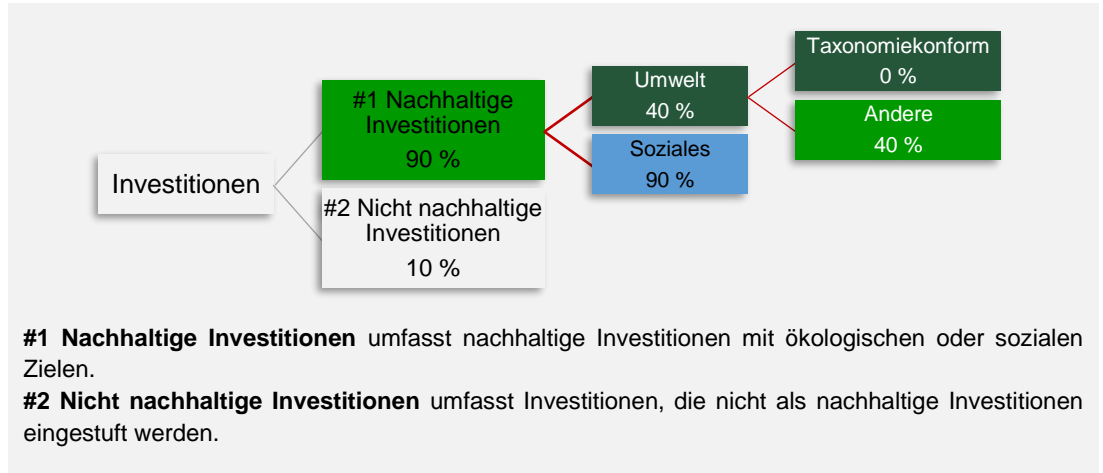 Taxonomiekonform
0 %
Umwelt
40 %
#1 Nachhaltige
Investitionen
90 %
Andere
40 %
Soziales
90 %
Investitionen
#2 Nicht nachhaltige
Investitionen
10 %
#1 Nachhaltige Investitionen umfasst nachhaltige Investitionen mit ökologischen oder sozialen
Zielen.
#2 Nicht nachhaltige Investitionen umfasst Investitionen, die nicht als nachhaltige Investitionen
eingestuft werden.